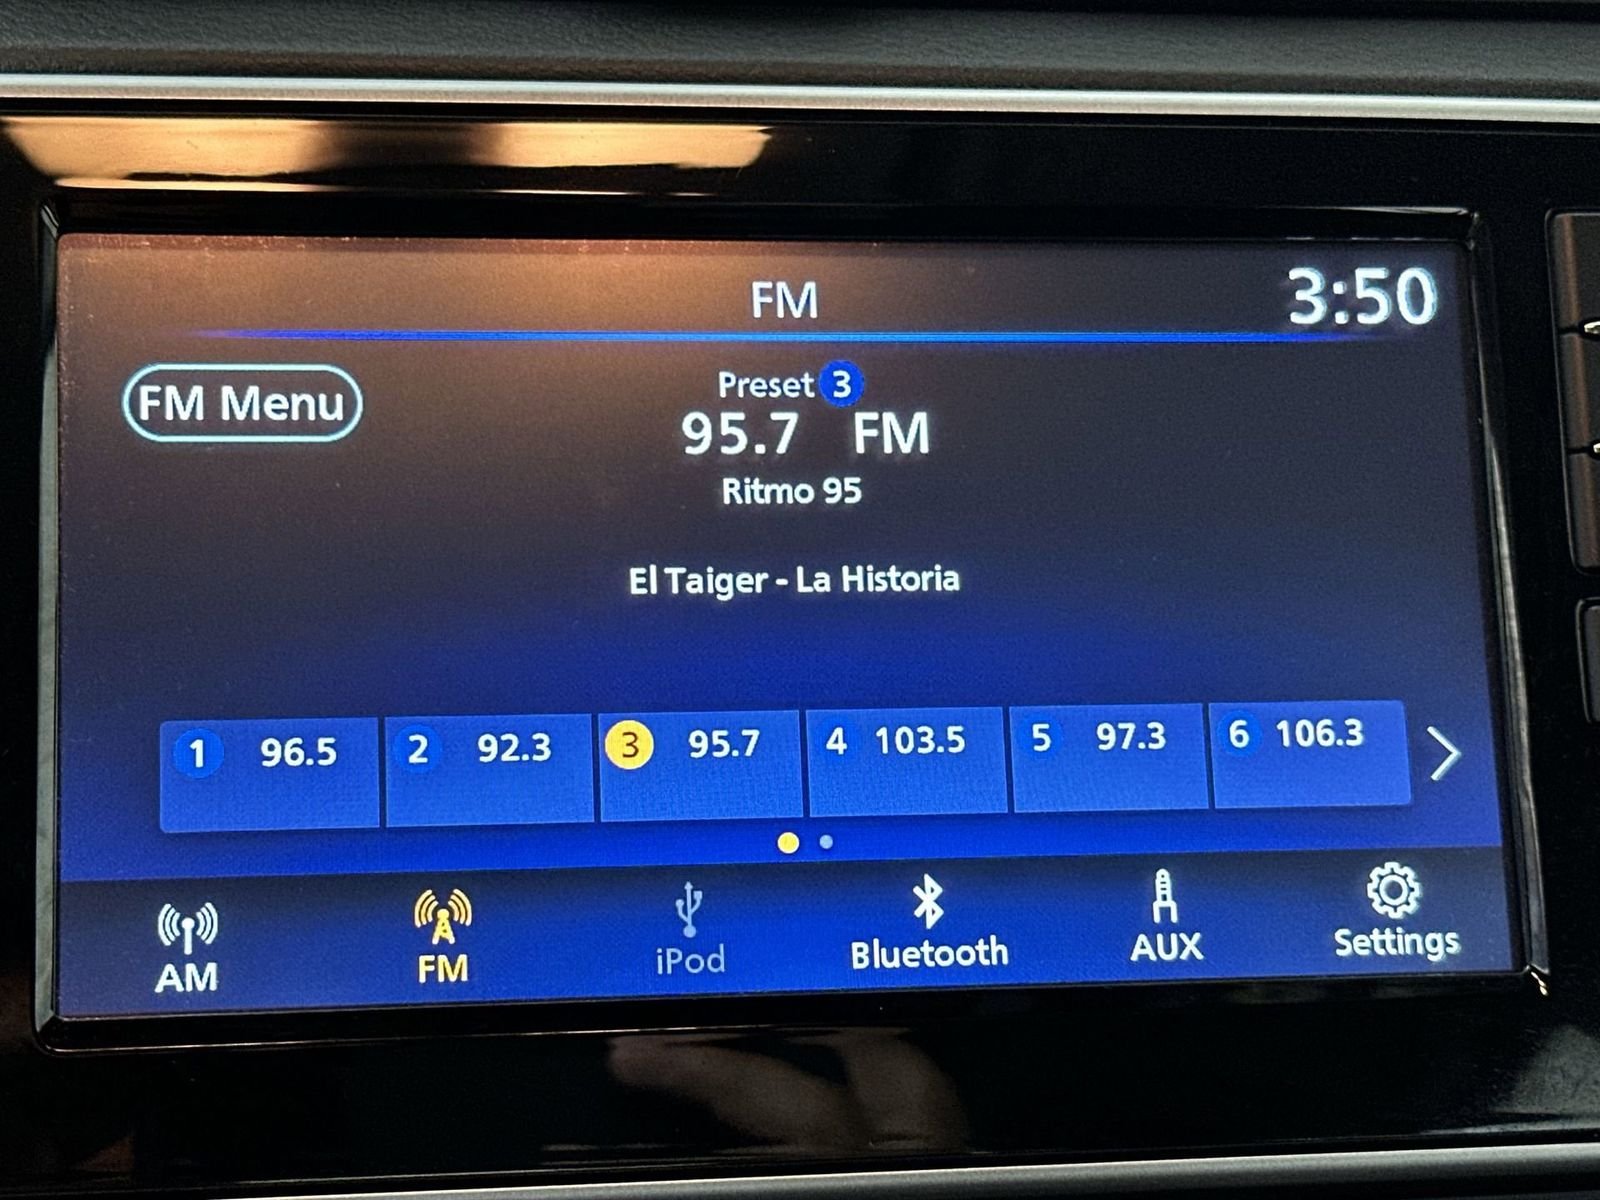 FM
3:50
FM Menu
Preset 3
95.7 FM
Ritmo 95
El Taiger - La Historia
1 96.5
2 92.3
3 95.7
4 103.5
5 97.3
6 106.3
AM
FM
iPod
Bluetooth
AUX
Settings